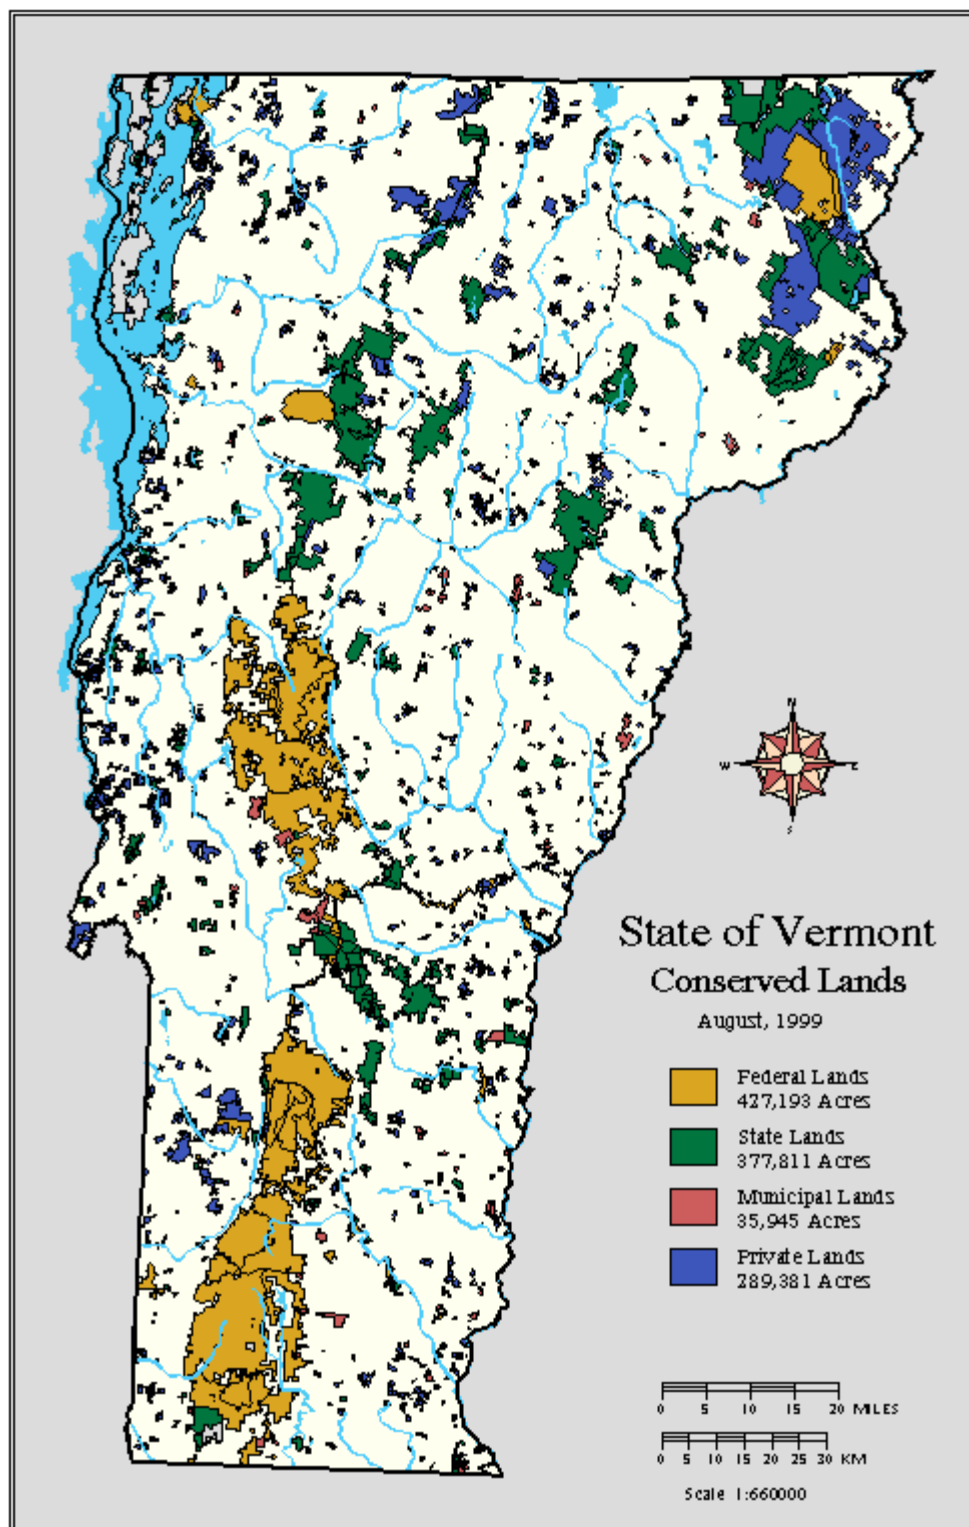 N
W E
S
State of Vermont
Conserved Lands
August, 1999
Federal Lands
427,193 Acres
State Lands
377,811 Acres
Municipal Lands
35,945 Acres
Private Lands
289,381 Acres
0 5 10 15 20 MILES
0 5 10 15 20 25 30 KM
Scale 1:660000